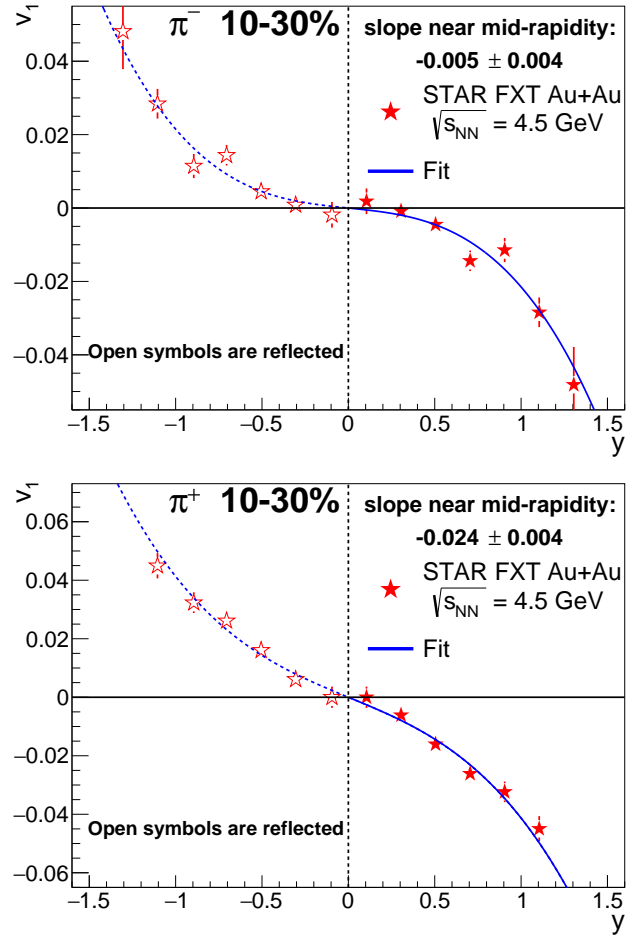 v₁
π⁻ 10-30%
slope near mid-rapidity:
-0.005 ± 0.004
STAR FXT Au+Au
√sNN = 4.5 GeV
Fit
0.04
0.02
0
−0.02
−0.04
Open symbols are reflected
−1.5 −1 −0.5 0 0.5 1 1.5
y
v₁
π⁺ 10-30%
slope near mid-rapidity:
-0.024 ± 0.004
STAR FXT Au+Au
√sNN = 4.5 GeV
Fit
0.06
0.04
0.02
0
−0.02
−0.04
−0.06
Open symbols are reflected
−1.5 −1 −0.5 0 0.5 1 1.5
y